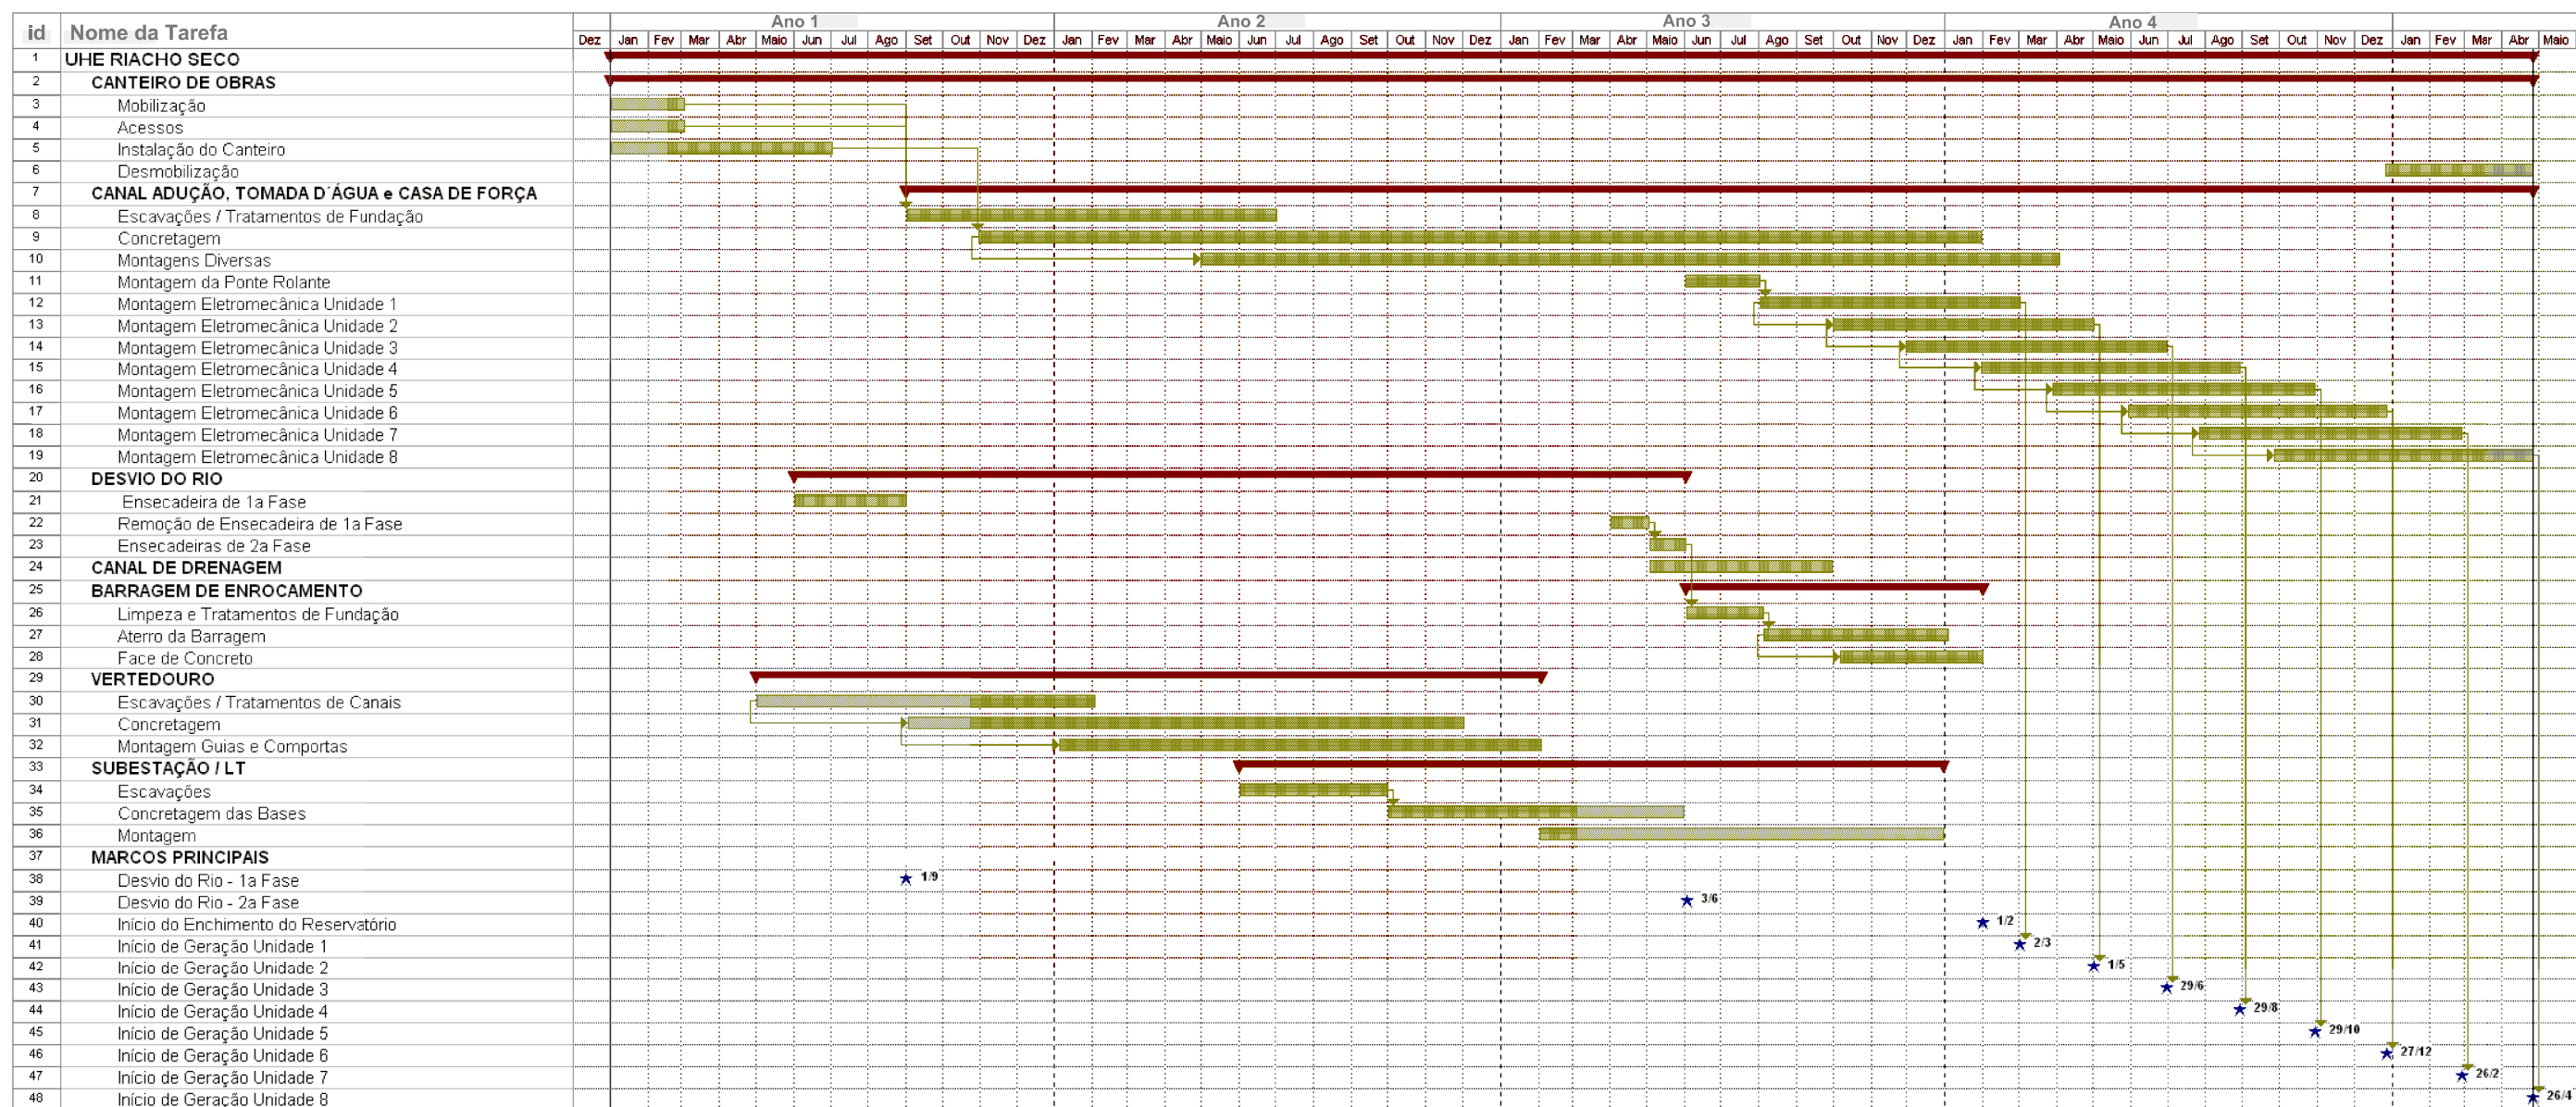 Ano 1 Ano 2 Ano 3 Ano 4
id Nome da Tarefa
Dez Jan Fev Mar Abr Maio Jun Jul Ago Set Out Nov Dez Jan Fev Mar Abr Maio Jun Jul Ago Set Out Nov Dez Jan Fev Mar Abr Maio Jun Jul Ago Set Out Nov Dez Jan Fev Mar Abr Maio Jun Jul Ago Set Out Nov Dez Jan Fev Mar Abr Maio
1 UHE RIACHO SECO
2 CANTEIRO DE OBRAS
3 Mobilização
4 Acessos
5 Instalação do Canteiro
6 Desmobilização
7 CANAL ADUÇÃO, TOMADA D´ÁGUA e CASA DE FORÇA
8 Escavações / Tratamentos de Fundação
9 Concretagem
10 Montagens Diversas
11 Montagem da Ponte Rolante
12 Montagem Eletromecânica Unidade 1
13 Montagem Eletromecânica Unidade 2
14 Montagem Eletromecânica Unidade 3
15 Montagem Eletromecânica Unidade 4
16 Montagem Eletromecânica Unidade 5
17 Montagem Eletromecânica Unidade 6
18 Montagem Eletromecânica Unidade 7
19 Montagem Eletromecânica Unidade 8
20 DESVIO DO RIO
21 Ensecadeira de 1a Fase
22 Remoção de Ensecadeira de 1a Fase
23 Ensecadeiras de 2a Fase
24 CANAL DE DRENAGEM
25 BARRAGEM DE ENROCAMENTO
26 Limpeza e Tratamentos de Fundação
27 Aterro da Barragem
28 Face de Concreto
29 VERTEDOURO
30 Escavações / Tratamentos de Canais
31 Concretagem
32 Montagem Guias e Comportas
33 SUBESTAÇÃO / LT
34 Escavações
35 Concretagem das Bases
36 Montagem
37 MARCOS PRINCIPAIS
38 Desvio do Rio - 1a Fase 1/9
39 Desvio do Rio - 2a Fase 3/6
40 Início do Enchimento do Reservatório 1/2
41 Início de Geração Unidade 1 2/3
42 Início de Geração Unidade 2 1/5
43 Início de Geração Unidade 3 29/6
44 Início de Geração Unidade 4 29/8
45 Início de Geração Unidade 5 29/10
46 Início de Geração Unidade 6 27/12
47 Início de Geração Unidade 7 26/2
48 Início de Geração Unidade 8 26/4